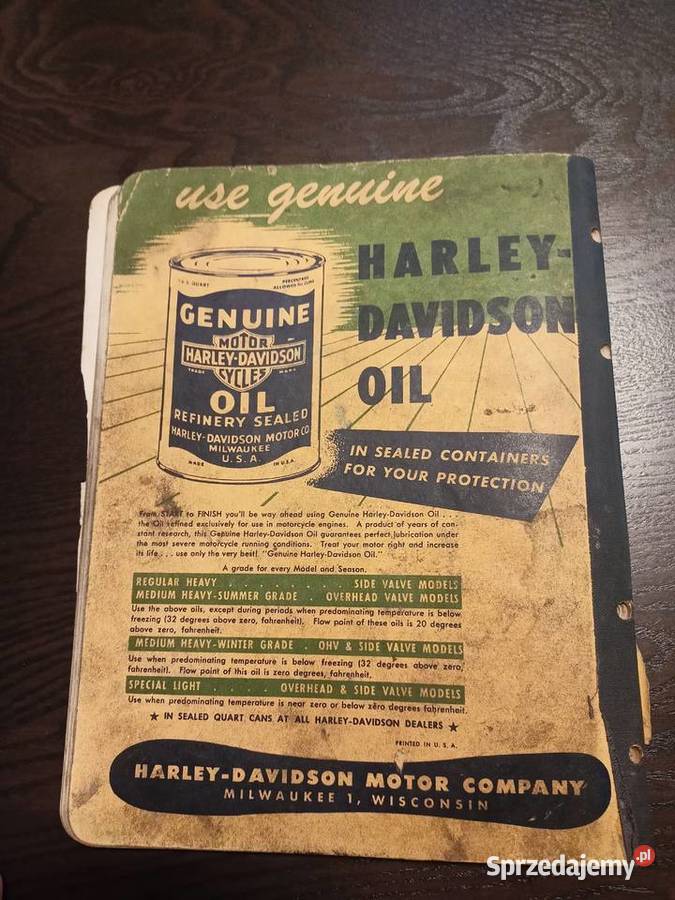 use genuine
HARLEY-
DAVIDSON
OIL
1 U.S. QUART
PERCENTAGE
ALLOWED
GENUINE
MOTOR
HARLEY-DAVIDSON
TRADE MARK
CYCLES
OIL
REFINERY SEALED
HARLEY-DAVIDSON MOTOR CO.
MILWAUKEE
U. S. A.
MADE IN U.S.A.
IN SEALED CONTAINERS
FOR YOUR PROTECTION
From START to FINISH you'll be way ahead using Genuine Harley-Davidson Oil . . . .
the Oil refined exclusively for use in motorcycle engines. A product of years of con-
stant research, this Genuine Harley-Davidson Oil guarantees perfect lubrication under
the most severe motorcycle running conditions. Treat your motor right and increase
its life . . . use only the very best! "Genuine Harley-Davidson Oil."
A grade for every Model and Season.
REGULAR HEAVY . . . . . . . . . . SIDE VALVE MODELS
MEDIUM HEAVY-SUMMER GRADE . OVERHEAD VALVE MODELS
Use the above oils, except during periods when predominating temperature is below
freezing (32 degrees above zero, fahrenheit). Flow point of these oils is 20 degrees
above zero, fahrenheit.
MEDIUM HEAVY-WINTER GRADE . OHV & SIDE VALVE MODELS
Use when predominating temperature is below freezing (32 degrees above zero,
fahrenheit). Flow point of this oil is zero degrees, fahrenheit.
SPECIAL LIGHT . . . . . OVERHEAD & SIDE VALVE MODELS
Use when predominating temperature is near zero or below zero degrees fahrenheit.
★ IN SEALED QUART CANS AT ALL HARLEY-DAVIDSON DEALERS ★
PRINTED IN U. S. A.
HARLEY-DAVIDSON MOTOR COMPANY
MILWAUKEE 1, WISCONSIN
Sprzedajemy.pl